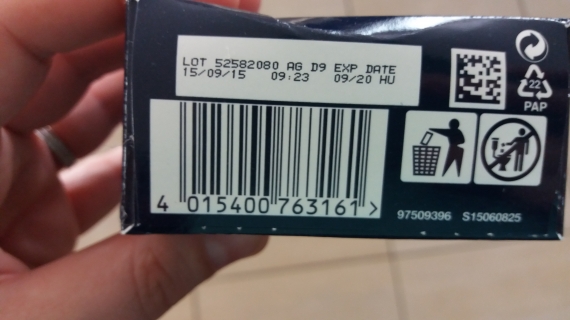 LOT 52582080 AG D9 EXP DATE
15/09/15 09:23 09/20 HU
22
PAP
4 015400 763161 >
97509396 S15060825